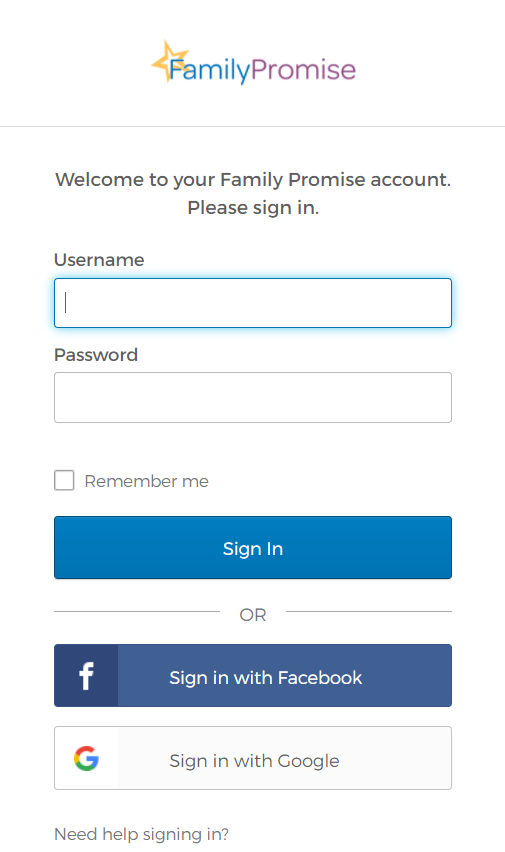 FamilyPromise
Welcome to your Family Promise account.
Please sign in.
Username
Password
Remember me
Sign In
OR
f
Sign in with Facebook
G
Sign in with Google
Need help signing in?